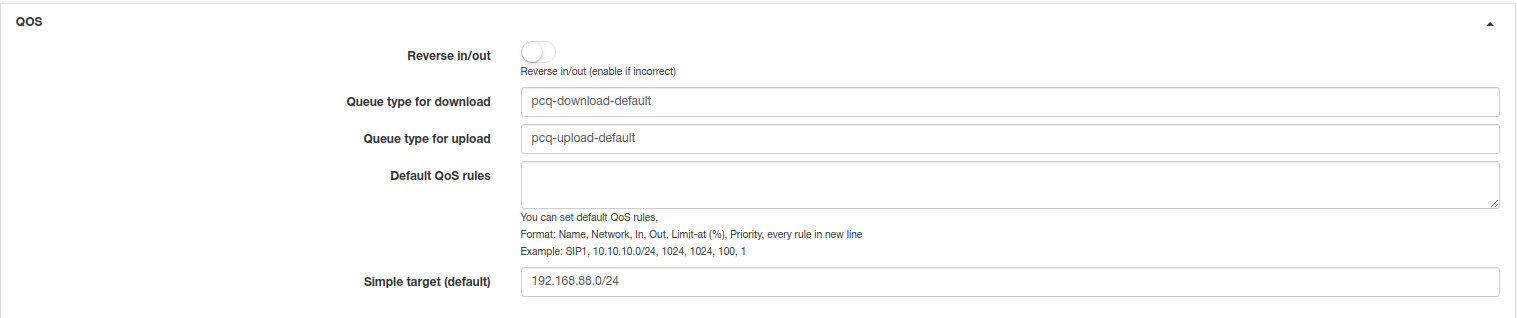 QOS
Reverse in/out
Reverse in/out (enable if incorrect)
Queue type for download pcq-download-default
Queue type for upload pcq-upload-default
Default QoS rules
You can set default QoS rules,
Format: Name, Network, In, Out, Limit-at (%), Priority, every rule in new line
Example: SIP1, 10.10.10.0/24, 1024, 1024, 100, 1
Simple target (default) 192.168.88.0/24